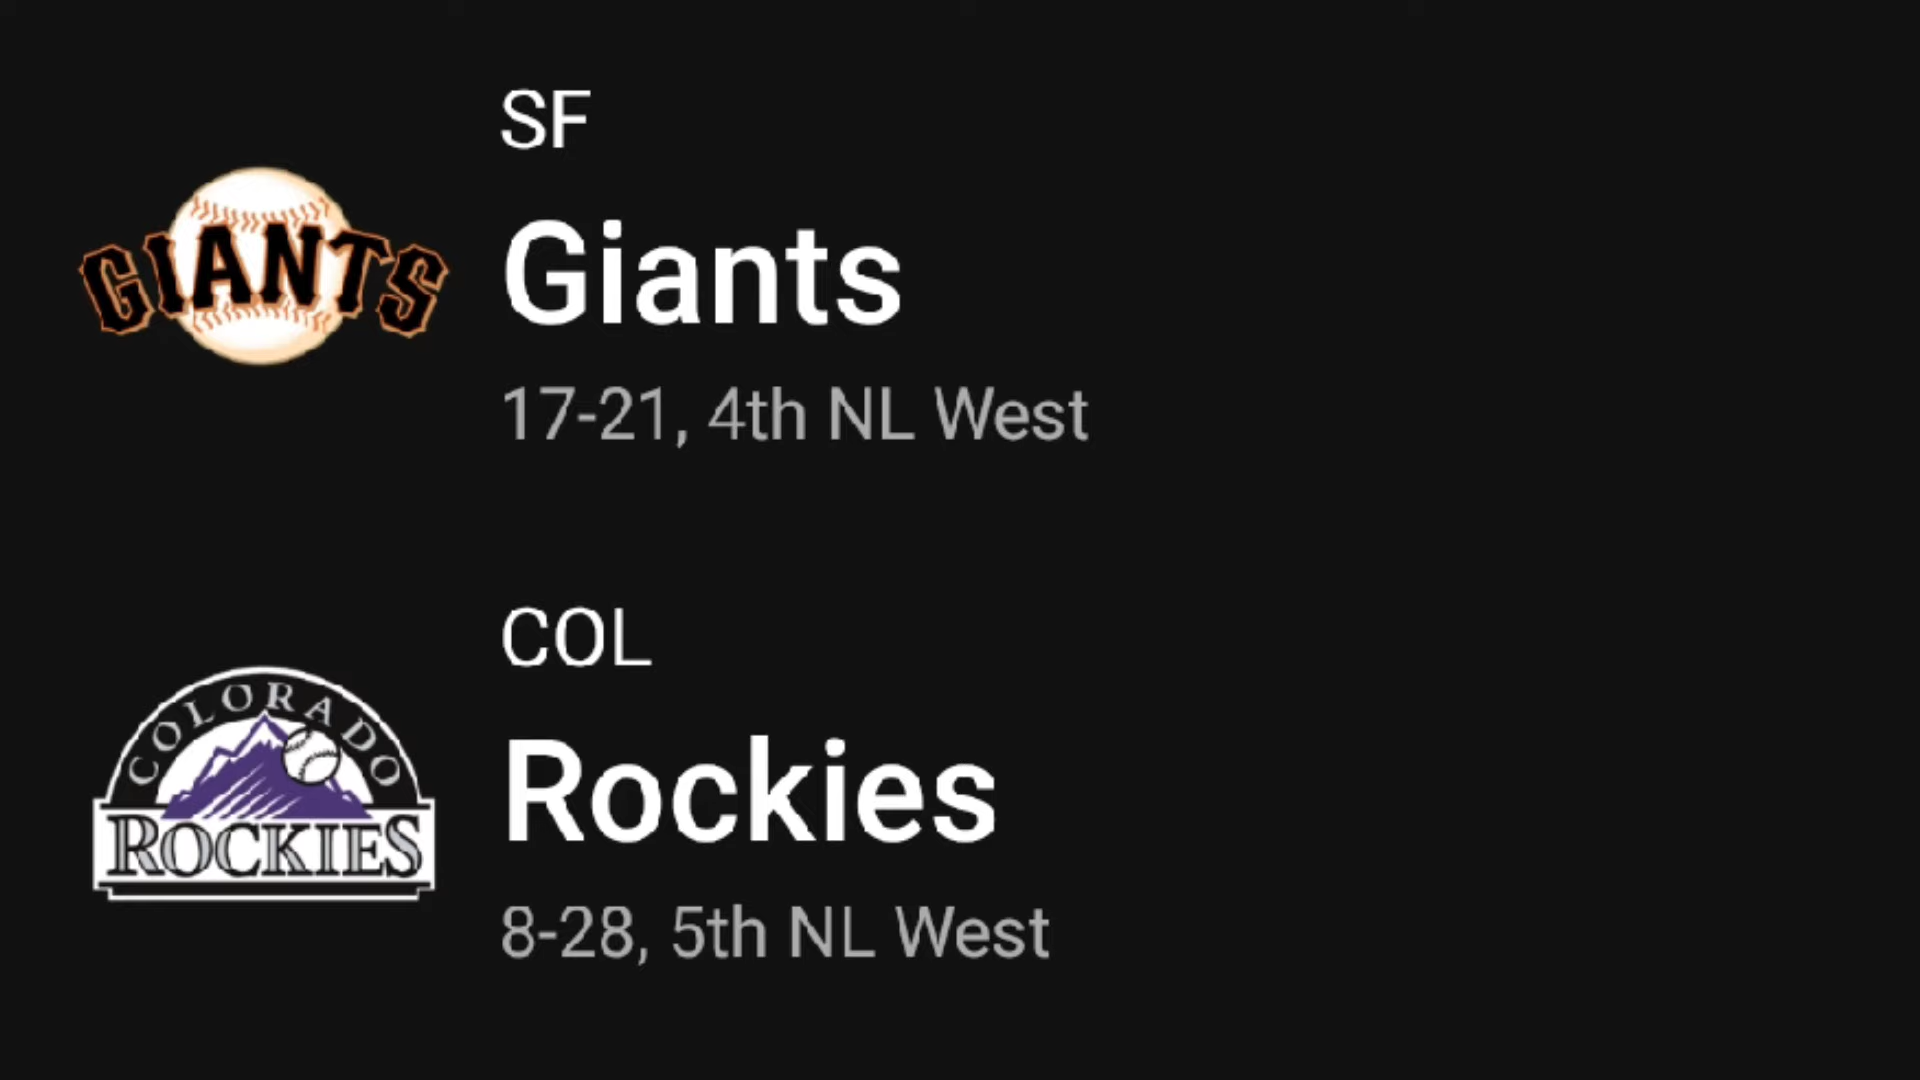 SF
GIANTS
Giants
17-21, 4th NL West
COL
COLORADO
ROCKIES
Rockies
8-28, 5th NL West